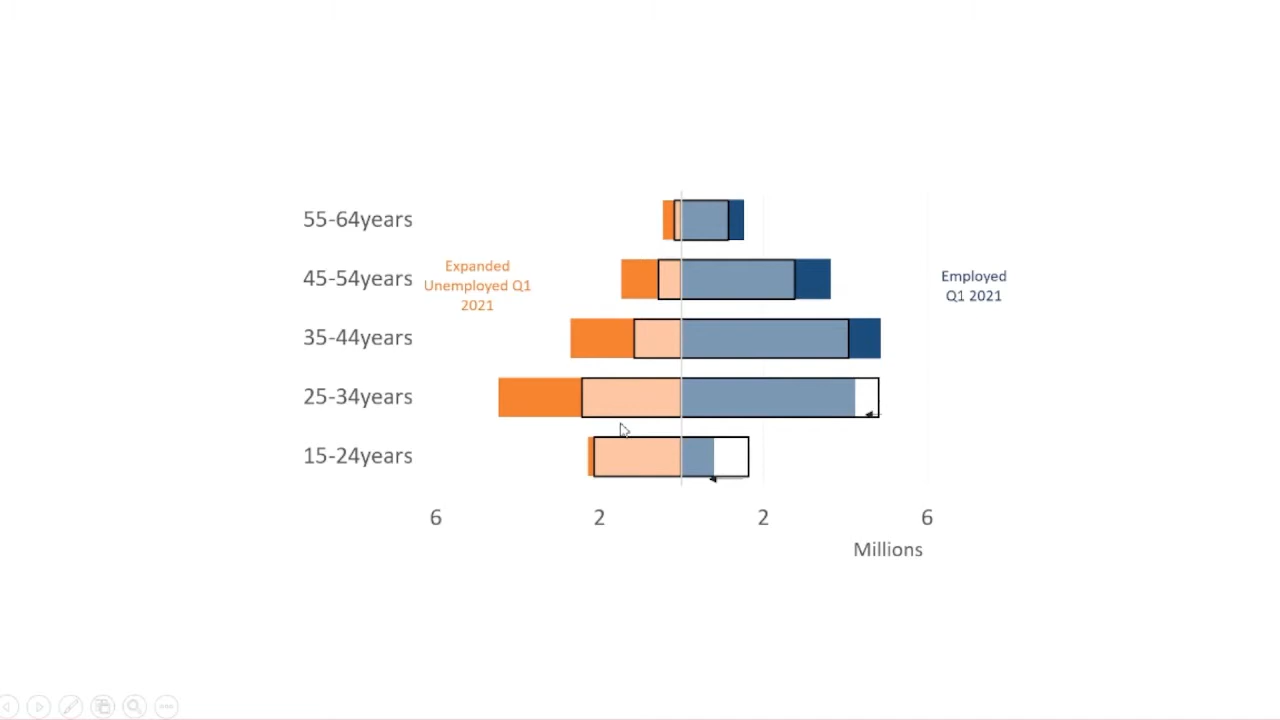 55-64years
45-54years
Expanded
Unemployed Q1
2021
Employed
Q1 2021
35-44years
25-34years
15-24years
6 2 2 6
Millions